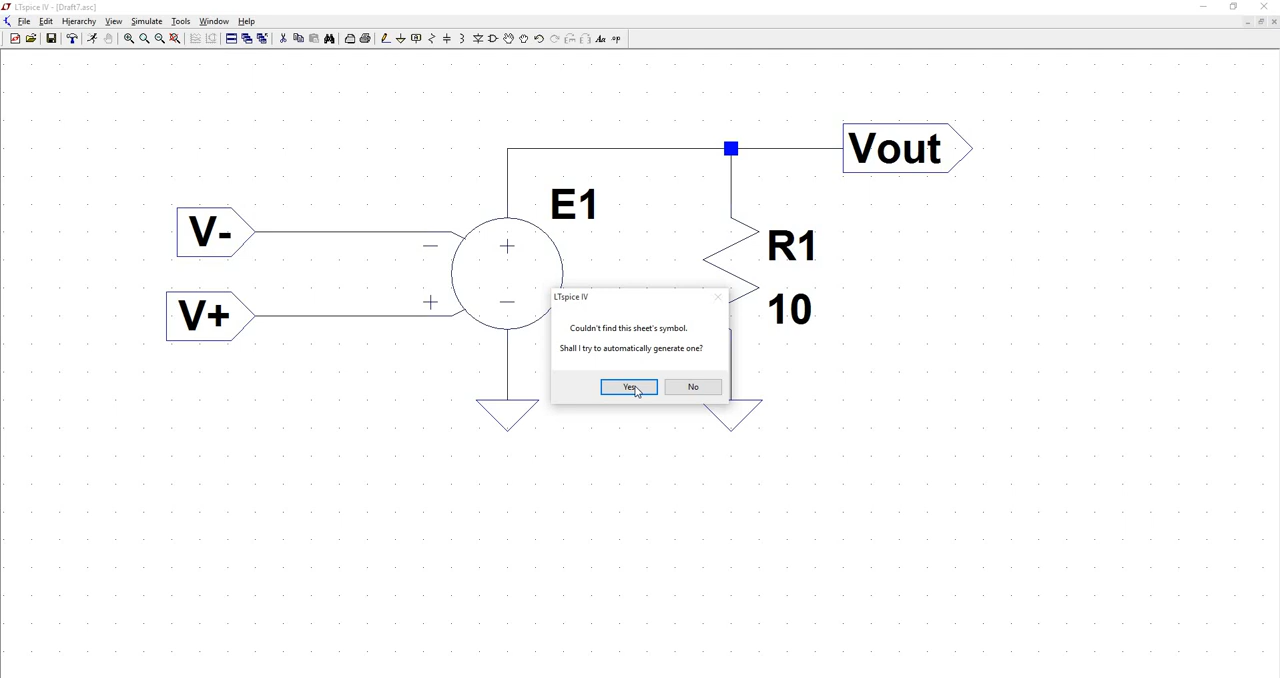 LTspice IV - [Draft7.asc]
File Edit Hierarchy View Simulate Tools Window Help
Vout
E1
V-
-
+
R1
LTspice IV
V+
+
-
10
Couldn't find this sheet's symbol.
Shall I try to automatically generate one?
Yes No